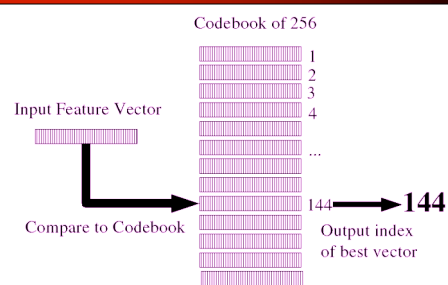 Codebook of 256
1
2
3
4
Input Feature Vector
...
144
144
Compare to Codebook
Output index
of best vector